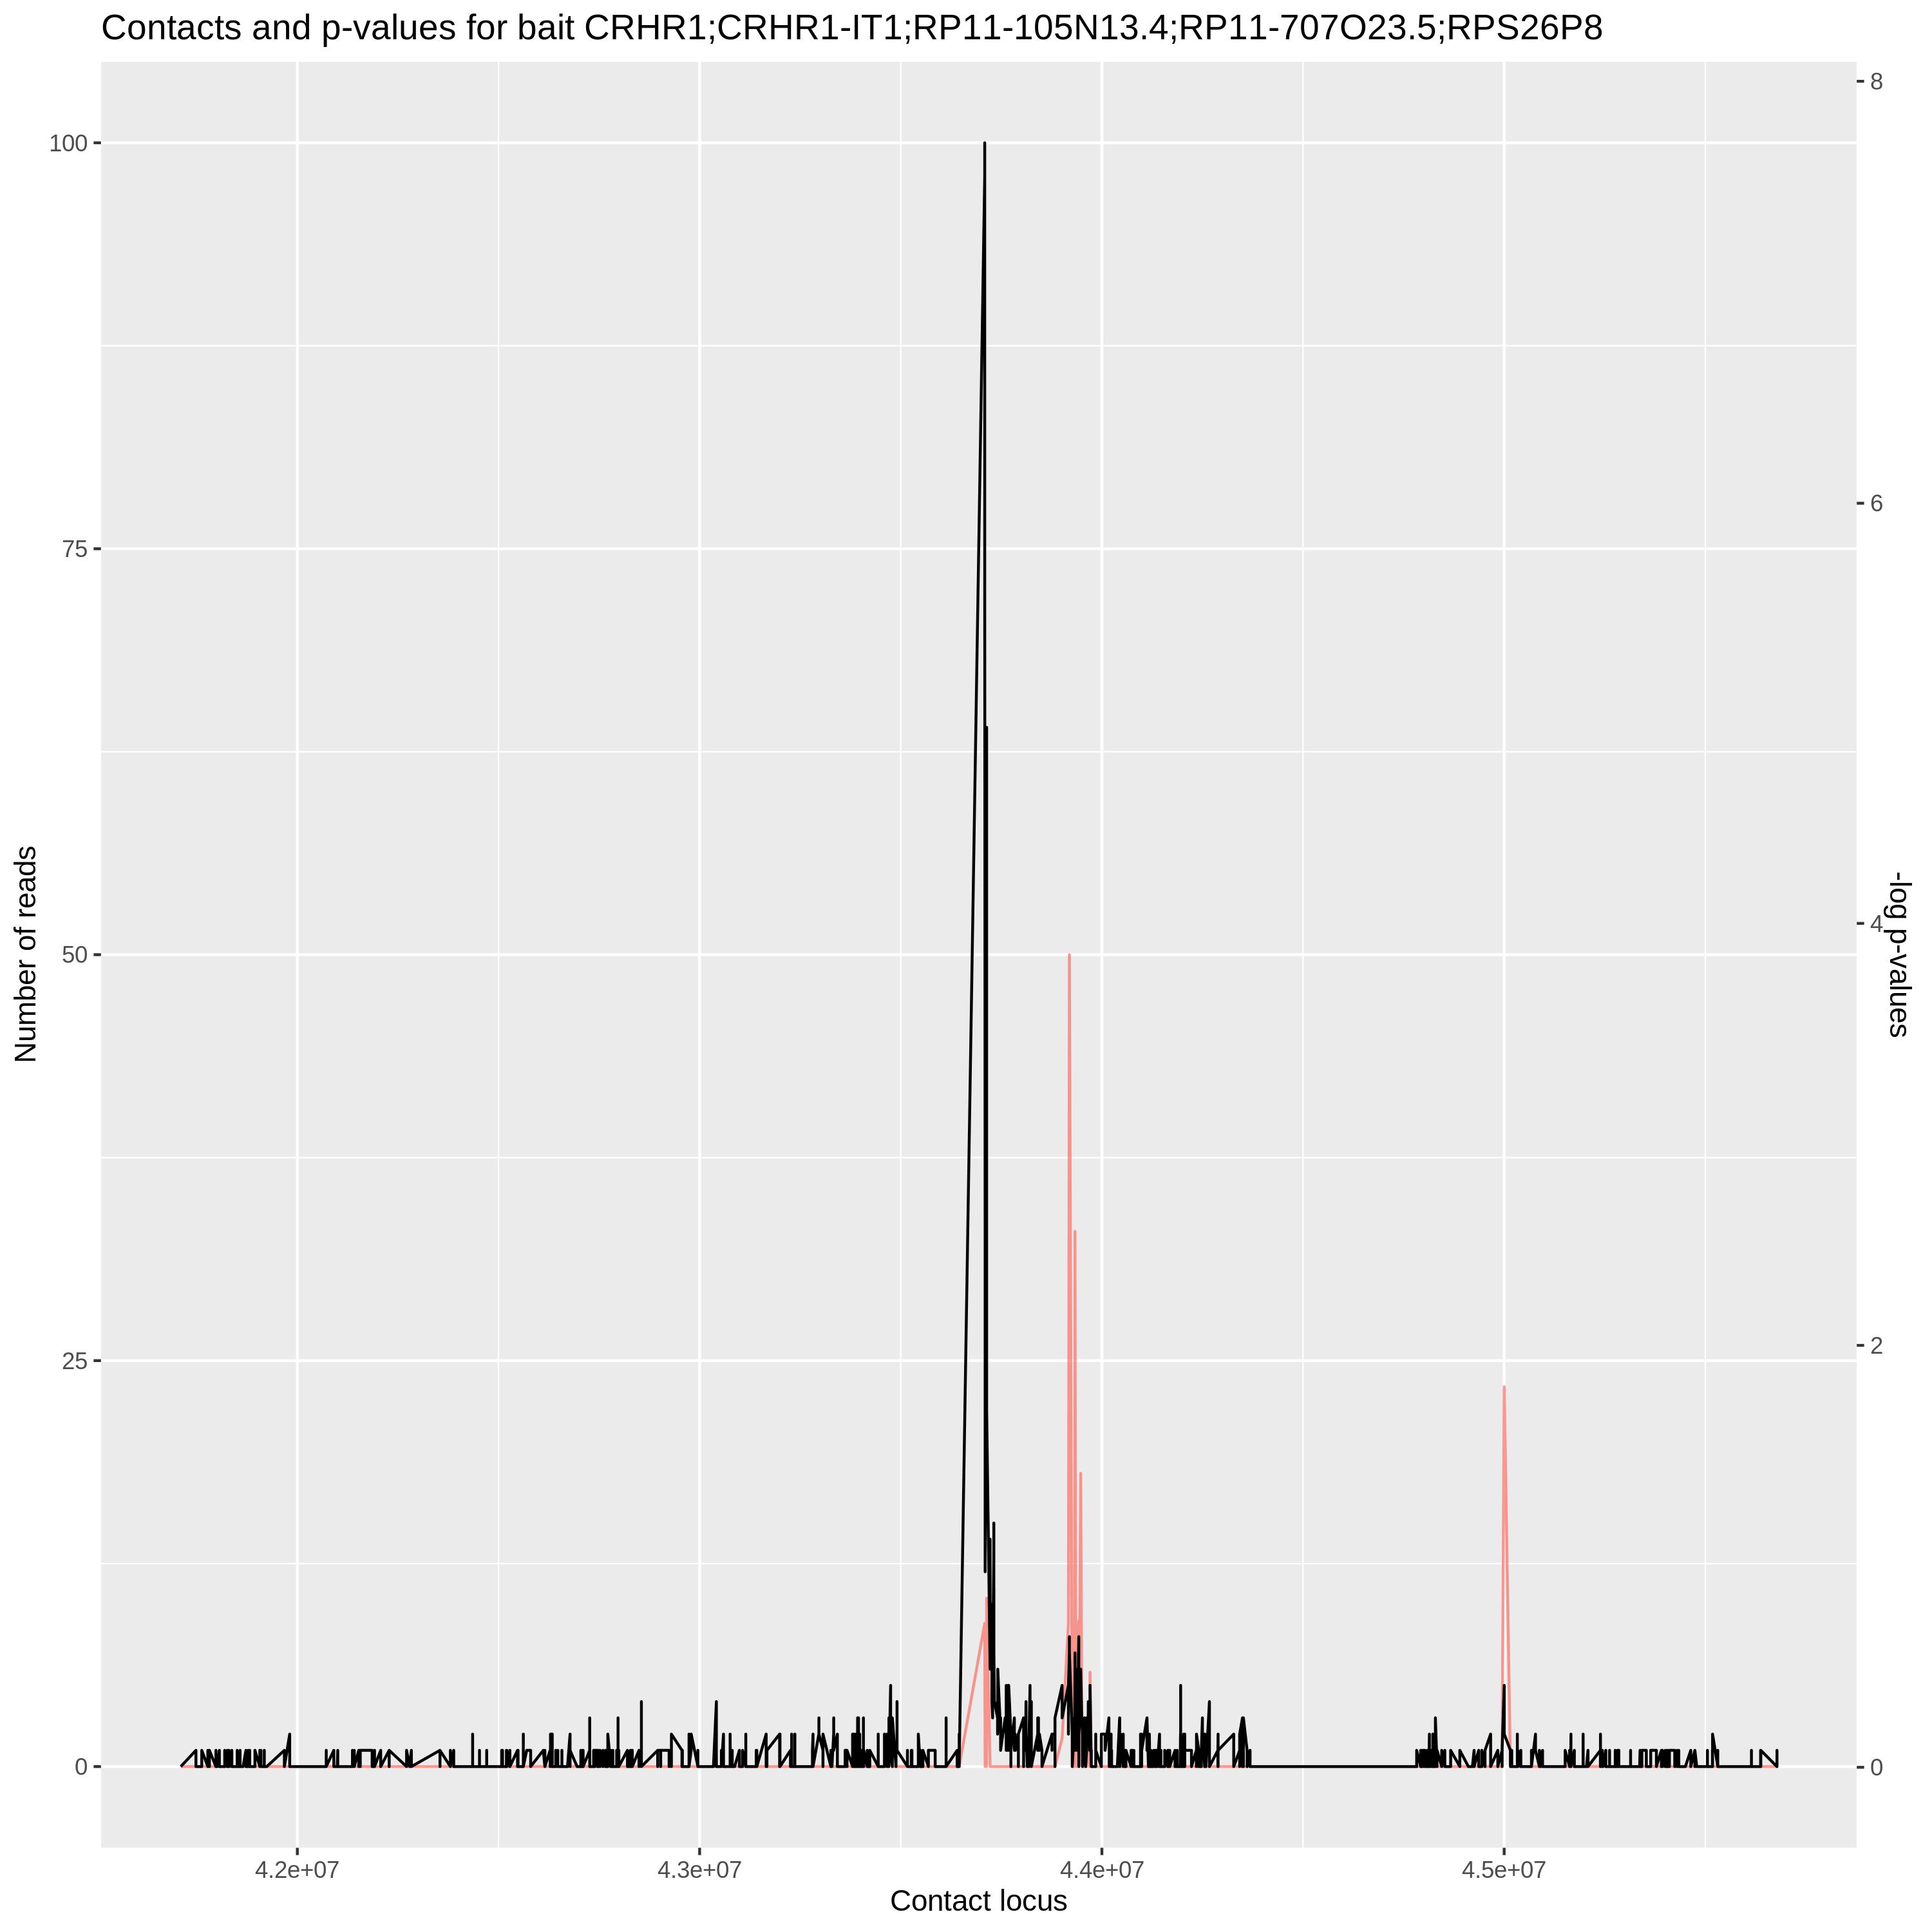 Contacts and p-values for bait CRHR1;CRHR1-IT1;RP11-105N13.4;RP11-707O23.5;RPS26P8
100
75
50
25
0
Number of reads
8
6
4
2
0
-log p-values
4.2e+07
4.3e+07
4.4e+07
4.5e+07
Contact locus